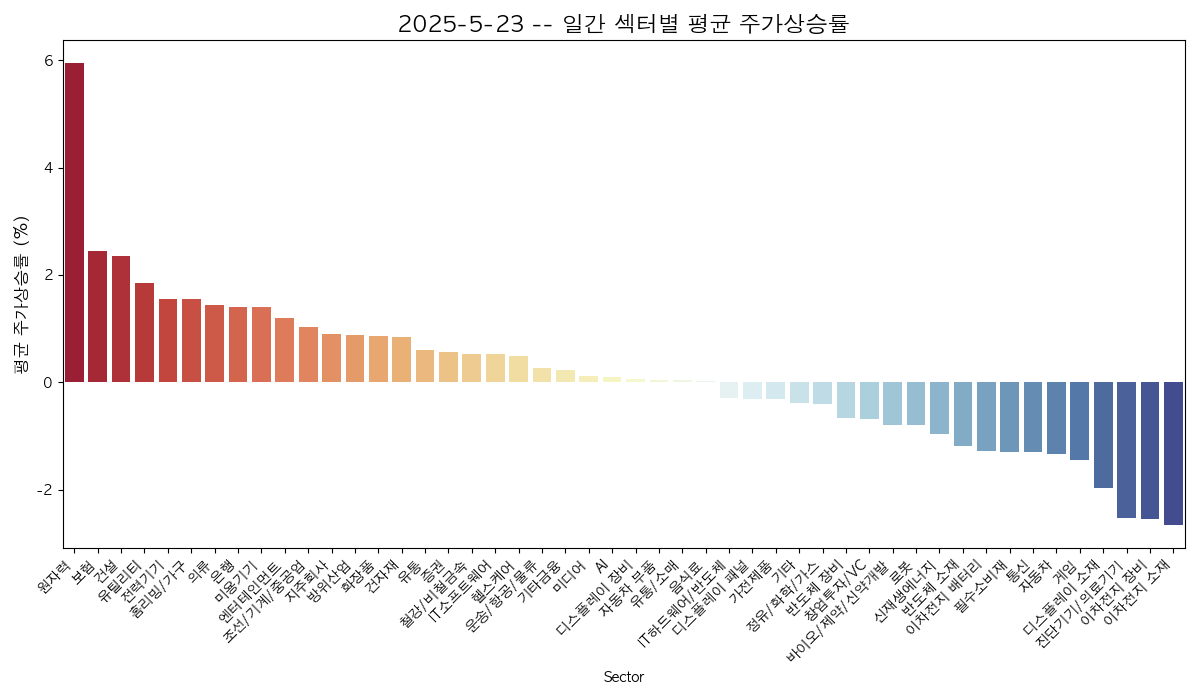 2025-5-23 -- 일간 섹터별 평균 주가상승률
평균 주가상승률 (%)
6
4
2
0
-2
원자력
보험
건설
유틸리티
전력기기
홈리빙/가구
의류
은행
미용기기
엔터테인먼트
조선/기계/중공업
지주회사
방위산업
화장품
건자재
유통
증권
철강/비철금속
IT소프트웨어
헬스케어
운송/항공/물류
기타금융
미디어
AI
디스플레이 장비
자동차 부품
유통/소매
음식료
IT하드웨어/반도체
디스플레이 패널
가전제품
기타
정유/화학/가스
반도체 장비
창업투자/VC
바이오/제약/신약개발
로봇
신재생에너지
반도체 소재
이차전지 배터리
필수소비재
통신
자동차
게임
디스플레이 소재
진단기기/의료기기
이차전지 장비
이차전지 소재
Sector